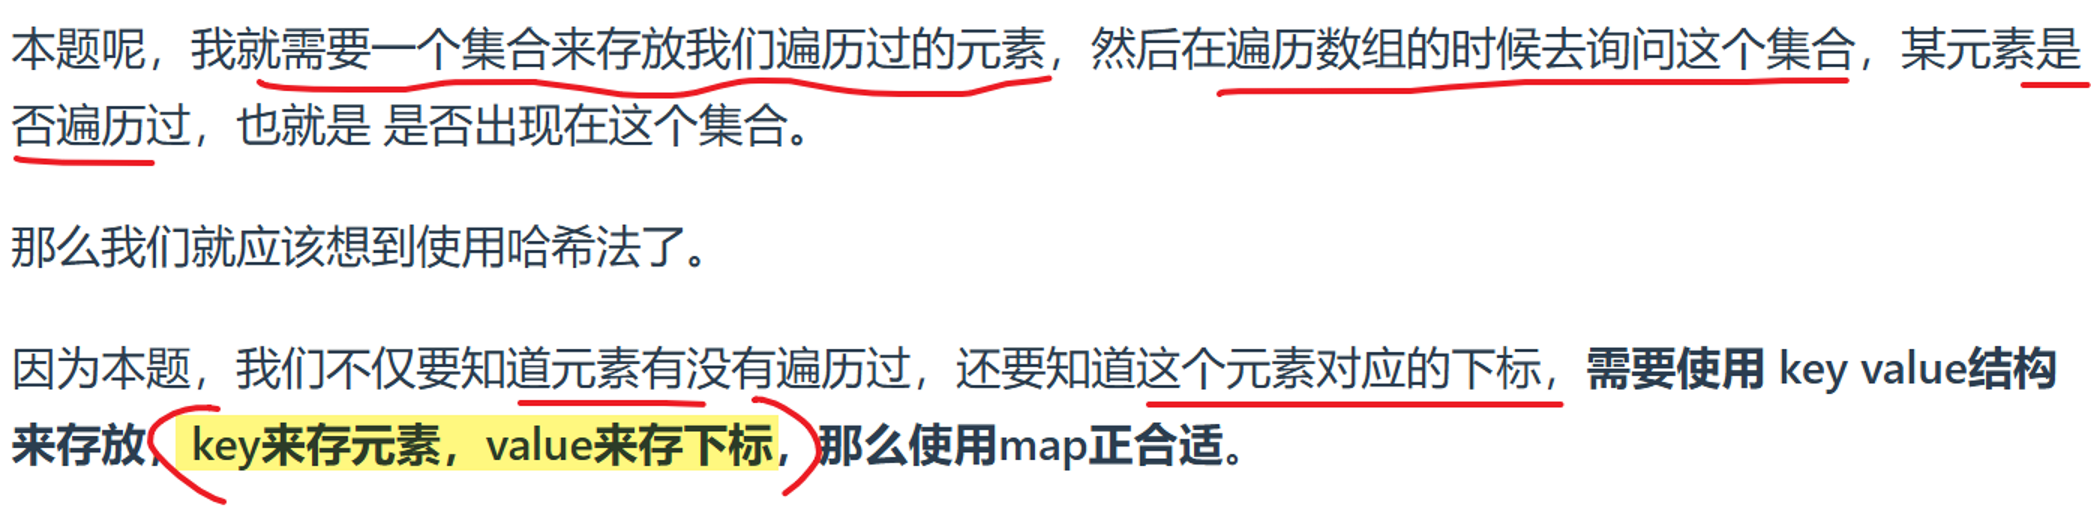 本题呢，我就需要一个集合来存放我们遍历过的元素，然后在遍历数组的时候去询问这个集合，某元素是
否遍历过，也就是 是否出现在这个集合。
那么我们就应该想到使用哈希法了。
因为本题，我们不仅要知道元素有没有遍历过，还要知道这个元素对应的下标，需要使用 key value结构
来存放，key来存元素，value来存下标，那么使用map正合适。